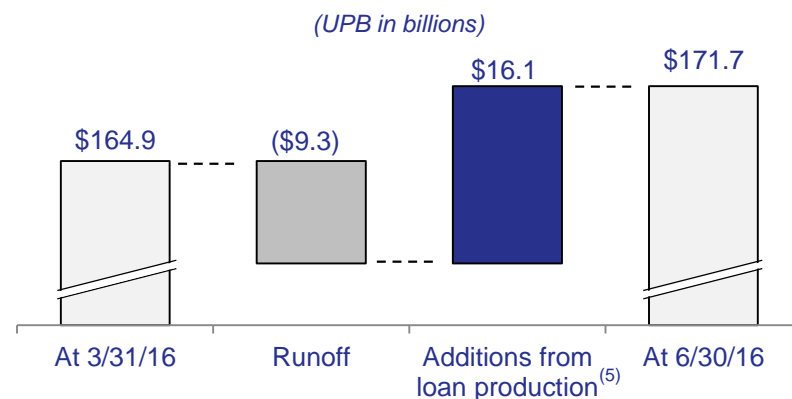 (UPB in billions)
$164.9
($9.3)
$16.1
$171.7
At 3/31/16
Runoff
Additions from
loan production(5)
At 6/30/16